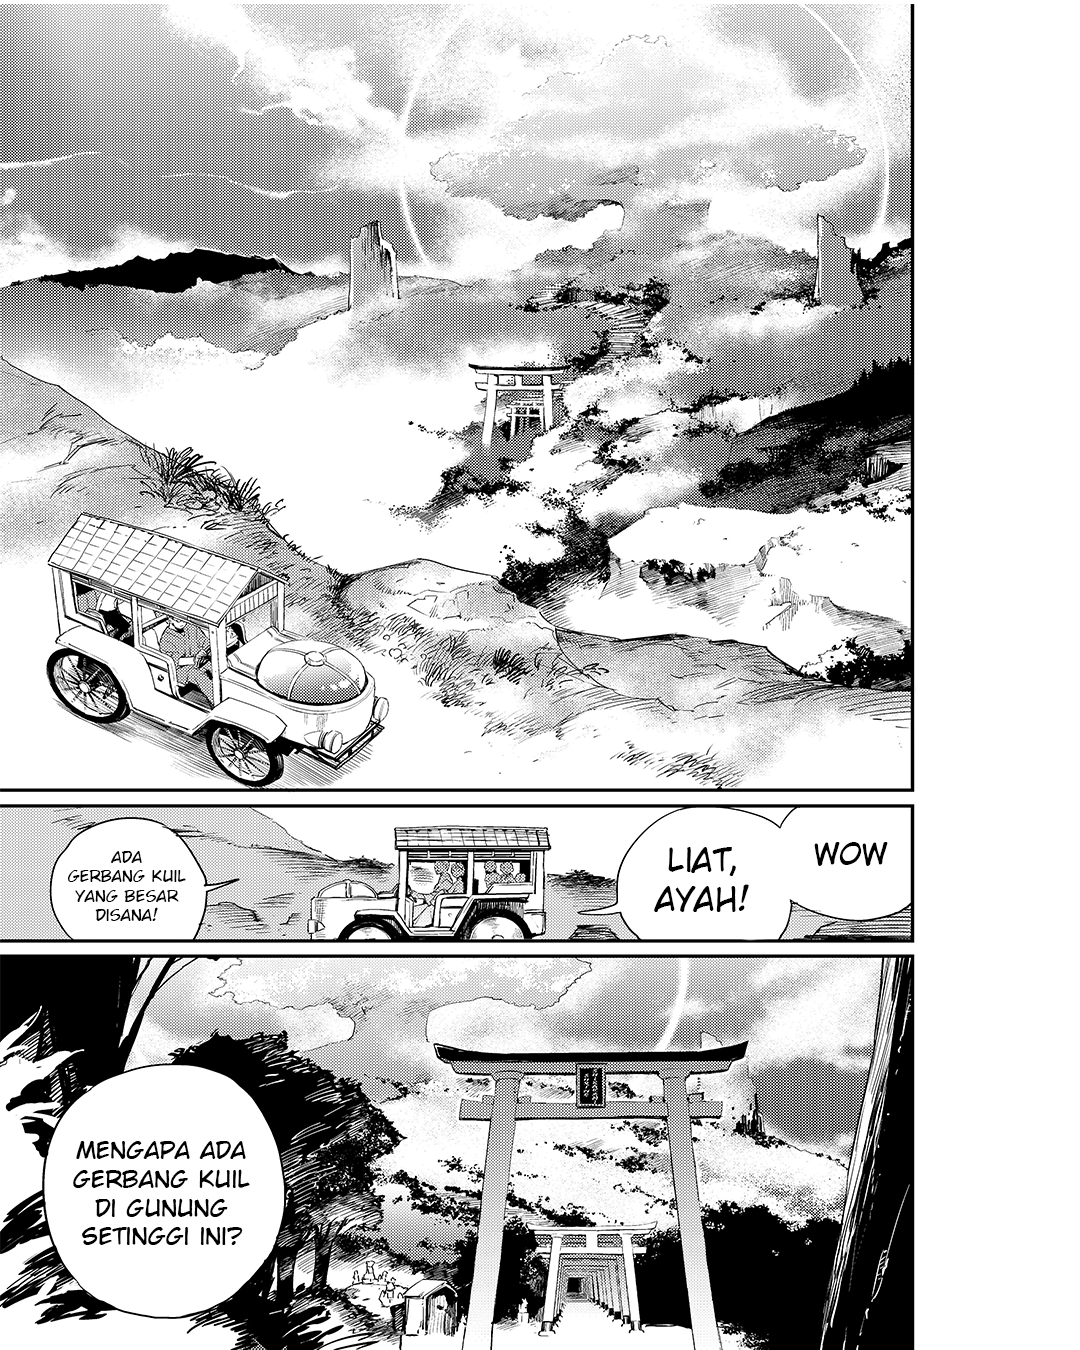 WOW
LIAT,
AYAH!
ADA
GERBANG KUIL
YANG BESAR
DISANA!
MENGAPA ADA
GERBANG KUIL
DI GUNUNG
SETINGGI INI?